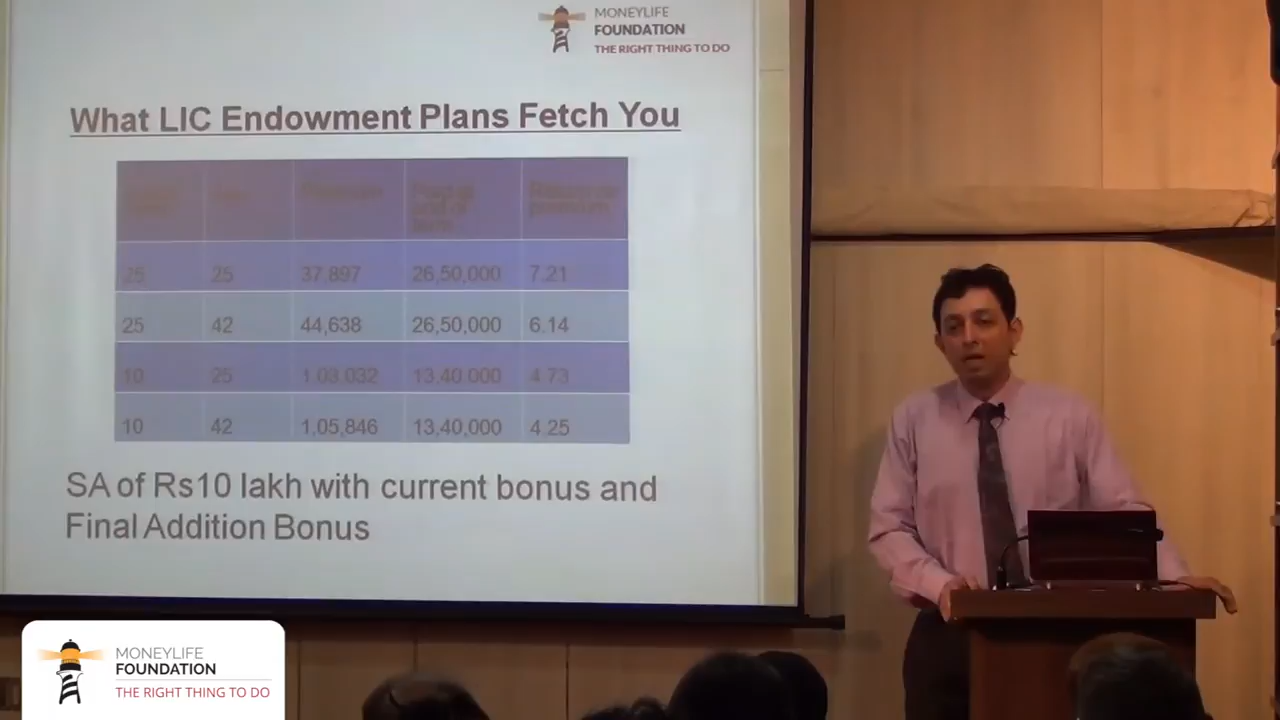 MONEYLIFE
FOUNDATION
THE RIGHT THING TO DO
What LIC Endowment Plans Fetch You
25 25 37,897 26,50,000 7.21
25 42 44,638 26,50,000 6.14
10 25 1,03,032 13,40,000 4.73
10 42 1,05,846 13,40,000 4.25
SA of Rs10 lakh with current bonus and
Final Addition Bonus
MONEYLIFE
FOUNDATION
THE RIGHT THING TO DO